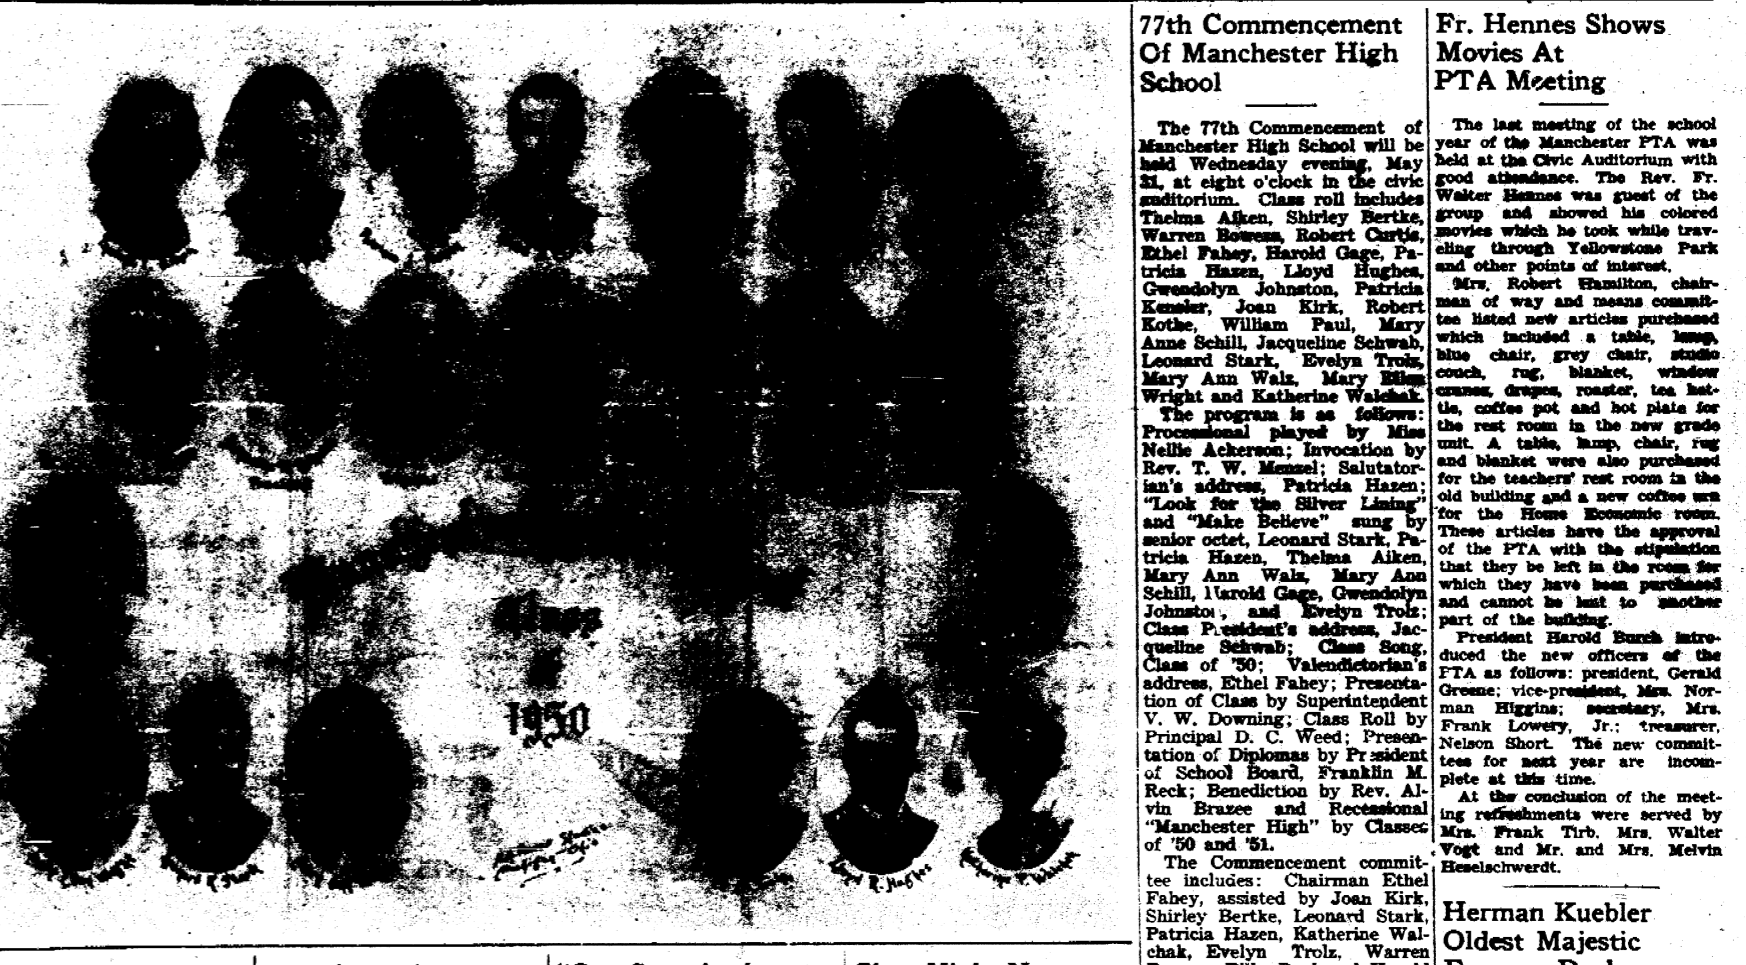 Class
1950
Lloyd R. Hughes
77th Commencement
Of Manchester High
School
The 77th Commencement of
Manchester High School will be
held Wednesday evening, May
31, at eight o'clock in the civic
auditorium. Class roll includes
Thelma Aiken, Shirley Bertke,
Warren Bowens, Robert Curtis,
Ethel Fahey, Harold Gage, Pa-
tricia Hazen, Lloyd Hughes,
Gwendolyn Johnston, Patricia
Kensler, Joan Kirk, Robert
Kothe, William Paul, Mary
Anne Schill, Jacqueline Schwab,
Leonard Stark, Evelyn Trolz,
Mary Ann Walz, Mary Ellen
Wright and Katherine Walchak.
The program is as follows:
Processional played by Miss
Nellie Ackerson; Invocation by
Rev. T. W. Menzel; Salutator-
ian's address, Patricia Hazen;
"Look for the Silver Lining"
and "Make Believe" sung by
senior octet, Leonard Stark, Pa-
tricia Hazen, Thelma Aiken,
Mary Ann Walz, Mary Ann
Schill, Harold Gage, Gwendolyn
Johnston, and Evelyn Trolz;
Class President's address, Jac-
queline Schwab; Class Song,
Class of '50; Valendictorian's
address, Ethel Fahey; Presenta-
tion of Class by Superintendent
V. W. Downing; Class Roll by
Principal D. C. Weed; Presen-
tation of Diplomas by President
of School Board, Franklin M.
Reck; Benediction by Rev. Al-
vin Brazee and Recessional
"Manchester High" by Classes
of '50 and '51.
The Commencement commit-
tee includes: Chairman Ethel
Fahey, assisted by Joan Kirk,
Shirley Bertke, Leonard Stark,
Patricia Hazen, Katherine Wal-
chak, Evelyn Trolz, Warren
Fr. Hennes Shows
Movies At
PTA Meeting
The last meeting of the school
year of the Manchester PTA was
held at the Civic Auditorium with
good attendance. The Rev. Fr.
Walter Hennes was guest of the
group and showed his colored
movies which he took while trav-
eling through Yellowstone Park
and other points of interest.
Mrs. Robert Hamilton, chair-
man of way and means commit-
tee listed new articles purchased
which included a table, lamp,
blue chair, grey chair, studio
couch, rug, blanket, window
drapes, roaster, tea ket-
tle, coffee pot and hot plate for
the rest room in the new grade
unit. A table, lamp, chair, rug
and blanket were also purchased
for the teachers' rest room in the
old building and a new coffee urn
for the House Economic room.
These articles have the approval
of the PTA with the stipulation
that they be left in the room for
which they have been purchased
and cannot be lent to another
part of the building.
President Harold Burch intro-
duced the new officers of the
PTA as follows: president, Gerald
Greene; vice-president, Mrs. Nor-
man Higgins; secretary, Mrs.
Frank Lowery, Jr.; treasurer,
Nelson Short. The new commit-
tees for next year are incom-
plete at this time.
At the conclusion of the meet-
ing refreshments were served by
Mrs. Frank Tirb, Mrs. Walter
Vogt and Mr. and Mrs. Melvin
Heselschwerdt.
Herman Kuebler
Oldest Majestic